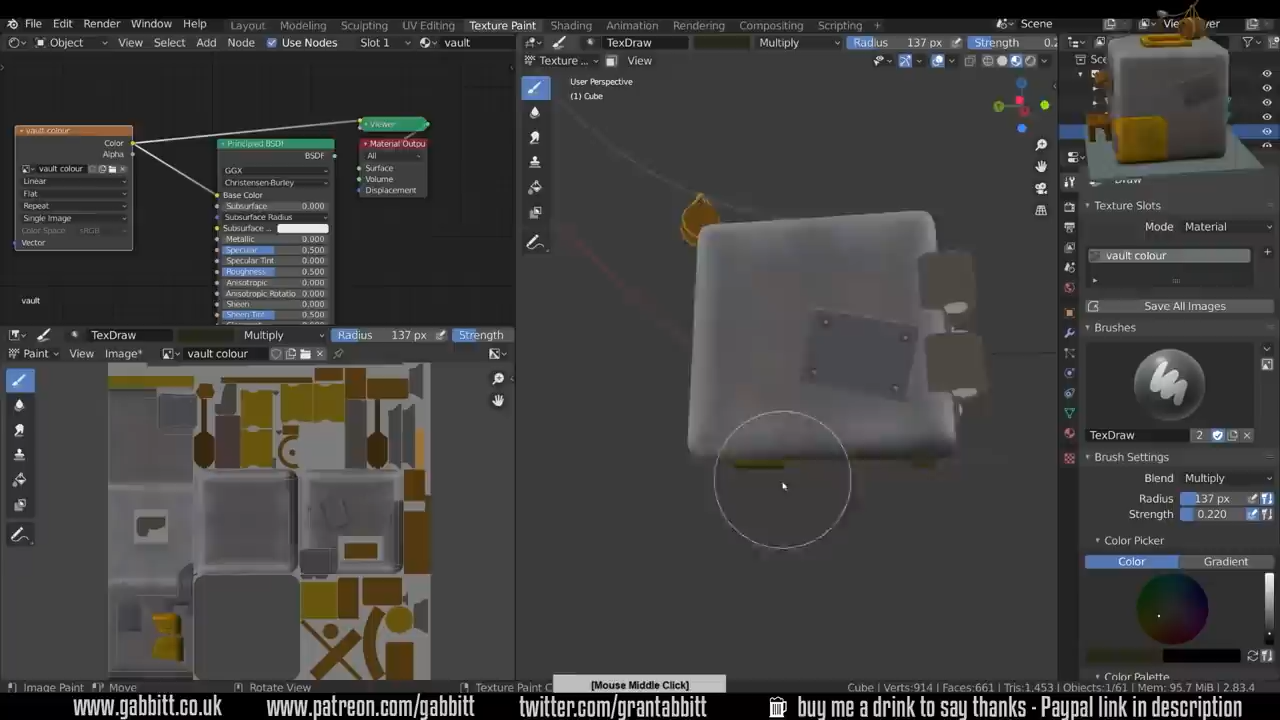 File Edit Render Window Help Layout Modeling Sculpting UV Editing Texture Paint Shading Animation Rendering Compositing Scripting + Scene
Object View Select Add Node Use Nodes Slot 1 vault
TexDraw Multiply Radius 137 px Strength
Texture ... View
User Perspective
(1) Cube
vault colour
Color
Alpha
vault colour
Linear
Flat
Repeat
Single Image
Color Space sRGB
Vector
Viewer
Principled BSDF
BSDF
GGX
Christensen-Burley
Base Color
Subsurface 0.000
Subsurface Radius
Subsurface ...
Metallic 0.000
Specular 0.500
Specular Tint 0.000
Roughness 0.500
Anisotropic 0.000
Anisotropic Rotatio 0.000
Sheen 0.000
Sheen Tint 0.500
Material Outpu
All
Surface
Volume
Displacement
vault
TexDraw Multiply Radius 137 px Strength
Paint View Image* vault colour
Texture Slots
Mode Material
vault colour
Save All Images
Brushes
TexDraw 2
Brush Settings
Blend Multiply
Radius 137 px
Strength 0.220
Color Picker
Color Gradient
Color Palette
Image Paint Move Rotate View Texture Paint
[Mouse Middle Click]
Cube | Verts:914 | Faces:661 | Tris:1,453 | Objects:1/61 | Mem: 95.7 MiB | 2.83.4
www.gabbitt.co.uk www.patreon.com/gabbitt twitter.com/grantabbitt buy me a drink to say thanks - Paypal link in description